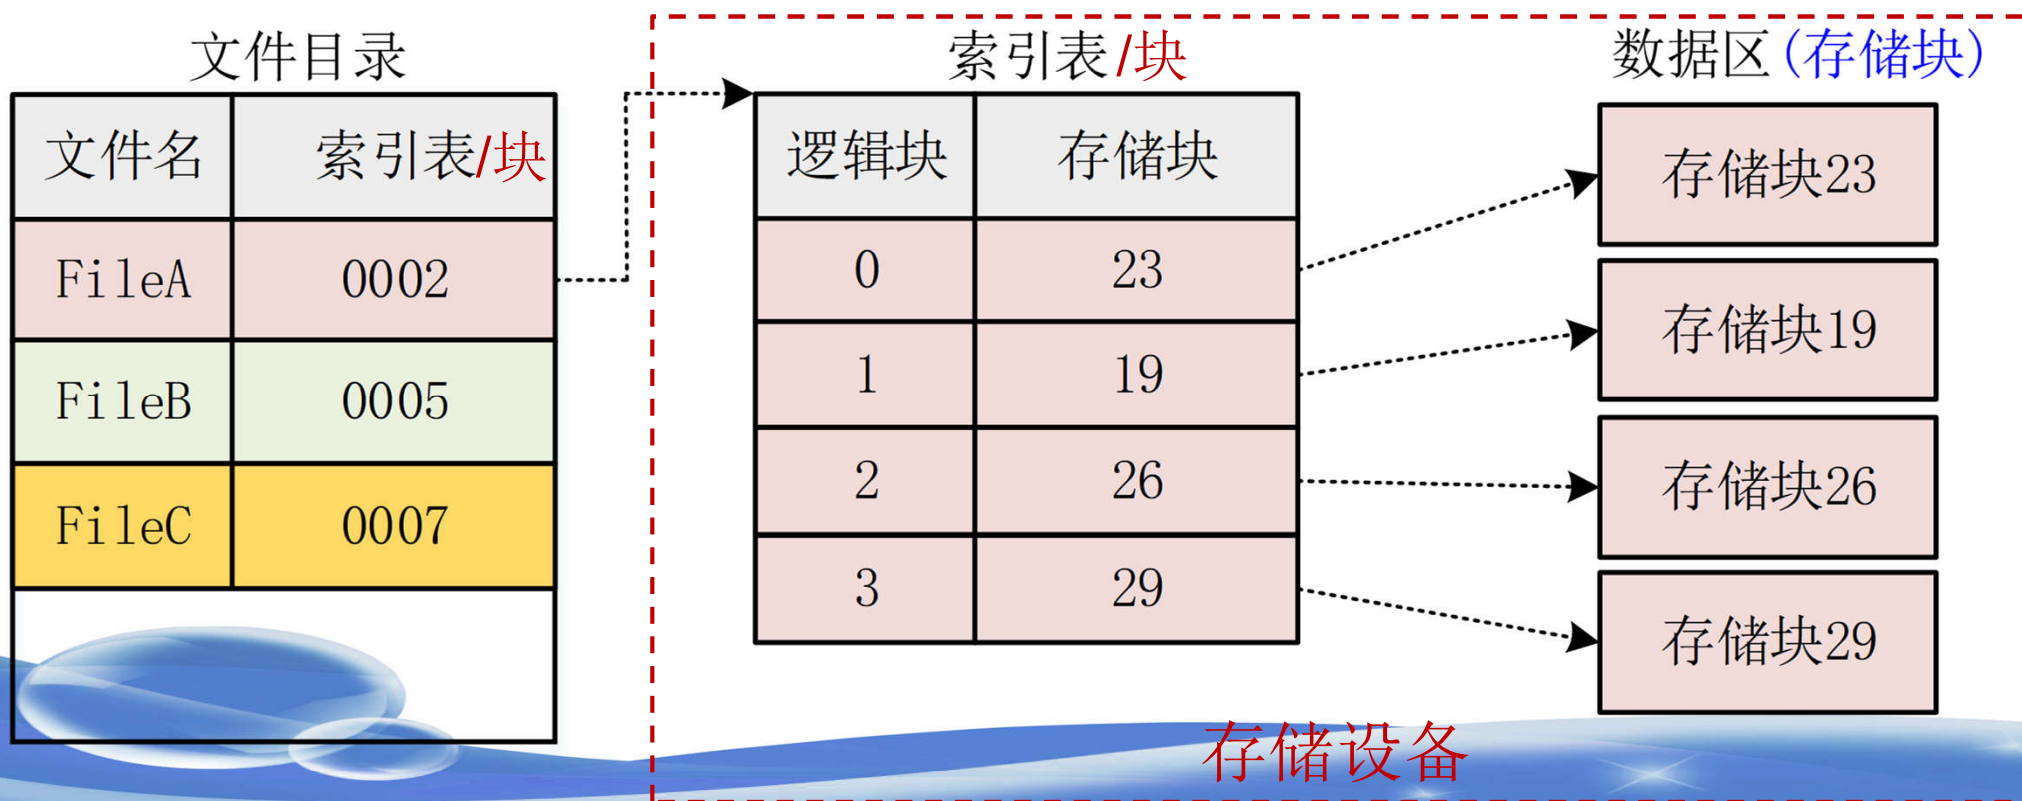 文件目录
文件名 索引表/块
FileA 0002
FileB 0005
FileC 0007
索引表/块
逻辑块 存储块
0 23
1 19
2 26
3 29
数据区(存储块)
存储块23
存储块19
存储块26
存储块29
存储设备